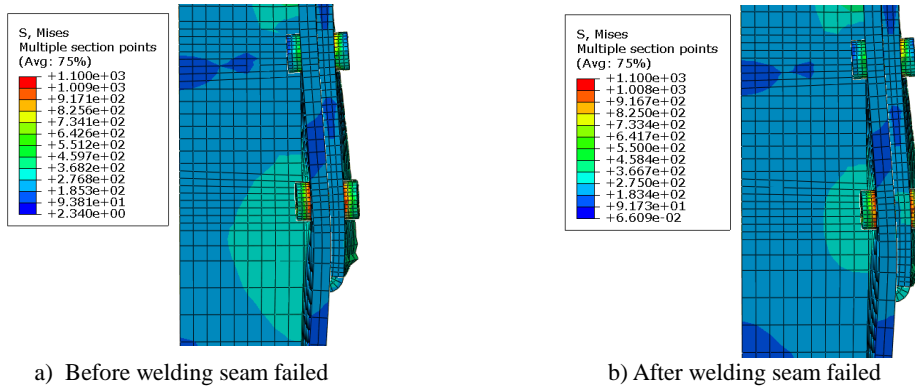 S, Mises
Multiple section points
(Avg: 75%)
+1.100e+03
+1.009e+03
+9.171e+02
+8.256e+02
+7.341e+02
+6.426e+02
+5.512e+02
+4.597e+02
+3.682e+02
+2.768e+02
+1.853e+02
+9.381e+01
+2.340e+00
S, Mises
Multiple section points
(Avg: 75%)
+1.100e+03
+1.008e+03
+9.167e+02
+8.250e+02
+7.334e+02
+6.417e+02
+5.500e+02
+4.584e+02
+3.667e+02
+2.750e+02
+1.834e+02
+9.173e+01
+6.609e-02
a) Before welding seam failed
b) After welding seam failed